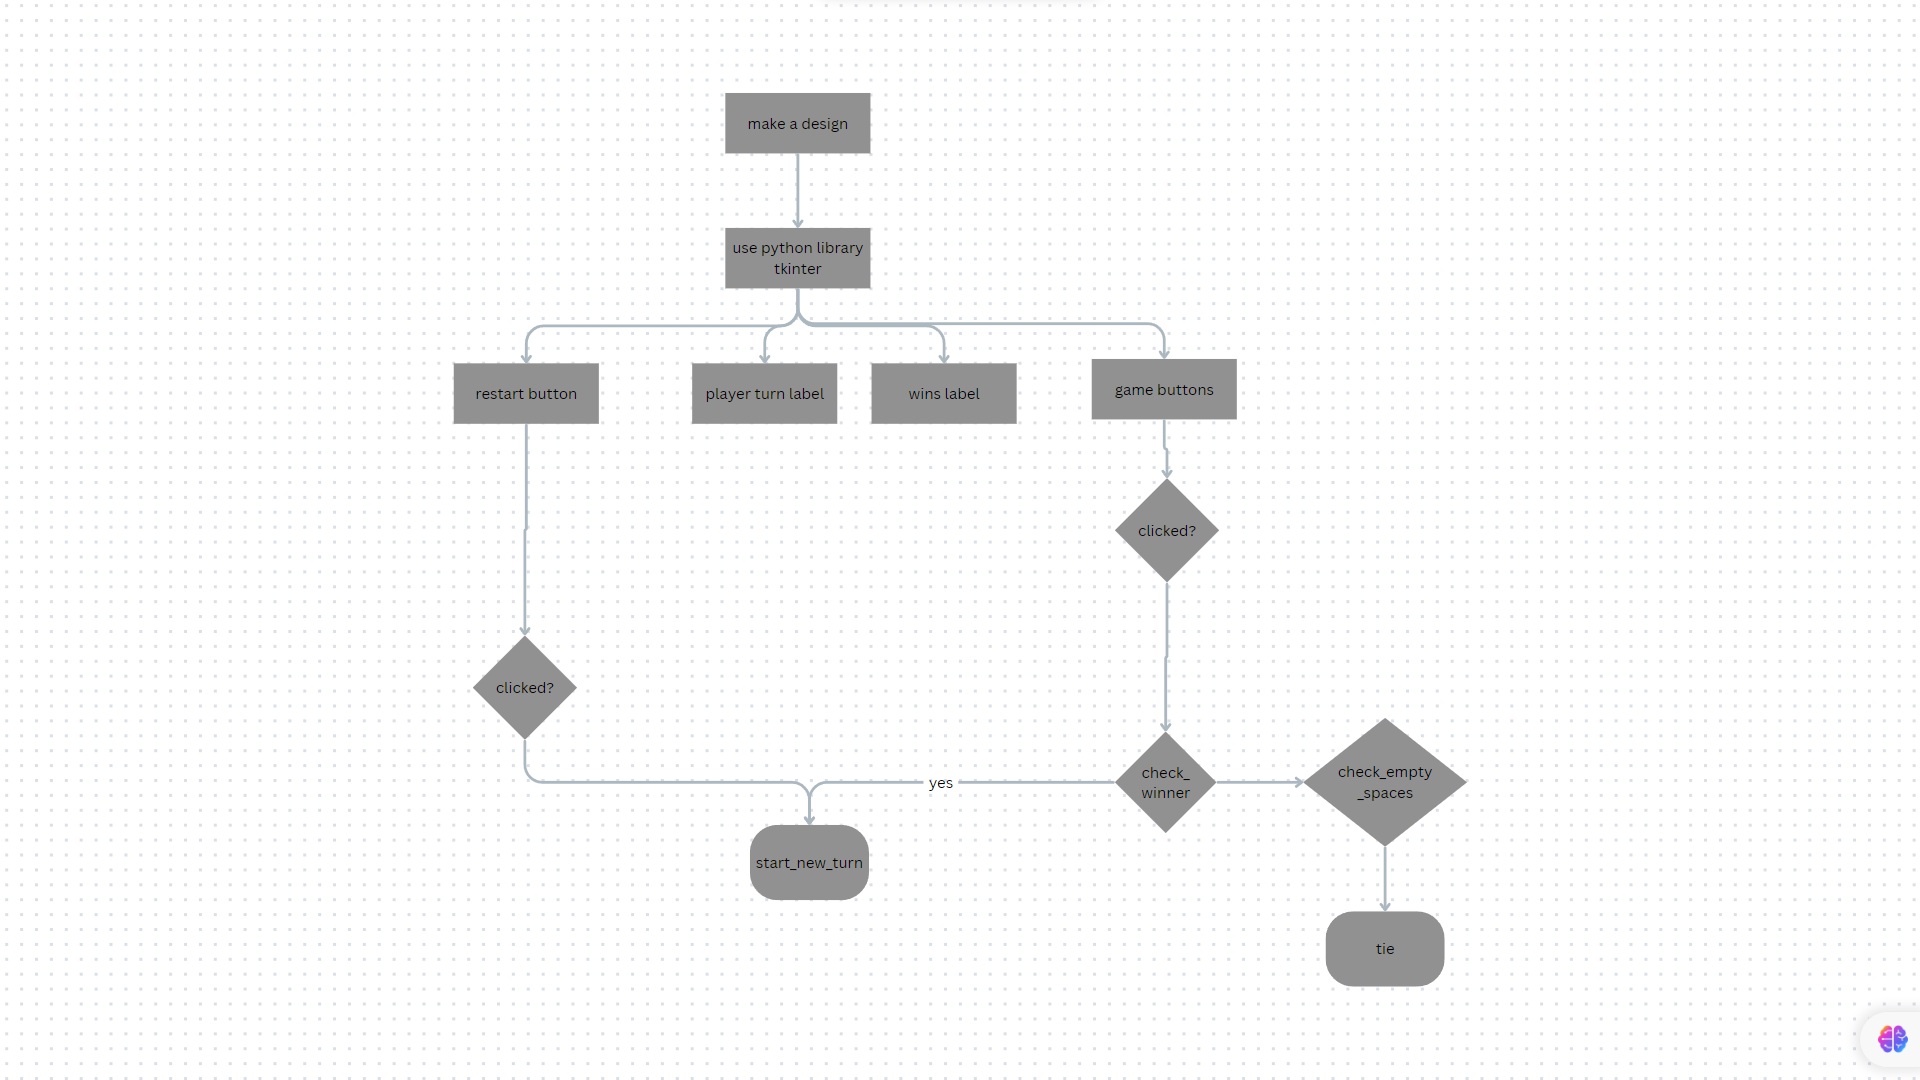 make a design
use python library
tkinter
restart button
player turn label
wins label
game buttons
clicked?
clicked?
check_
winner
check_empty
_spaces
yes
start_new_turn
tie